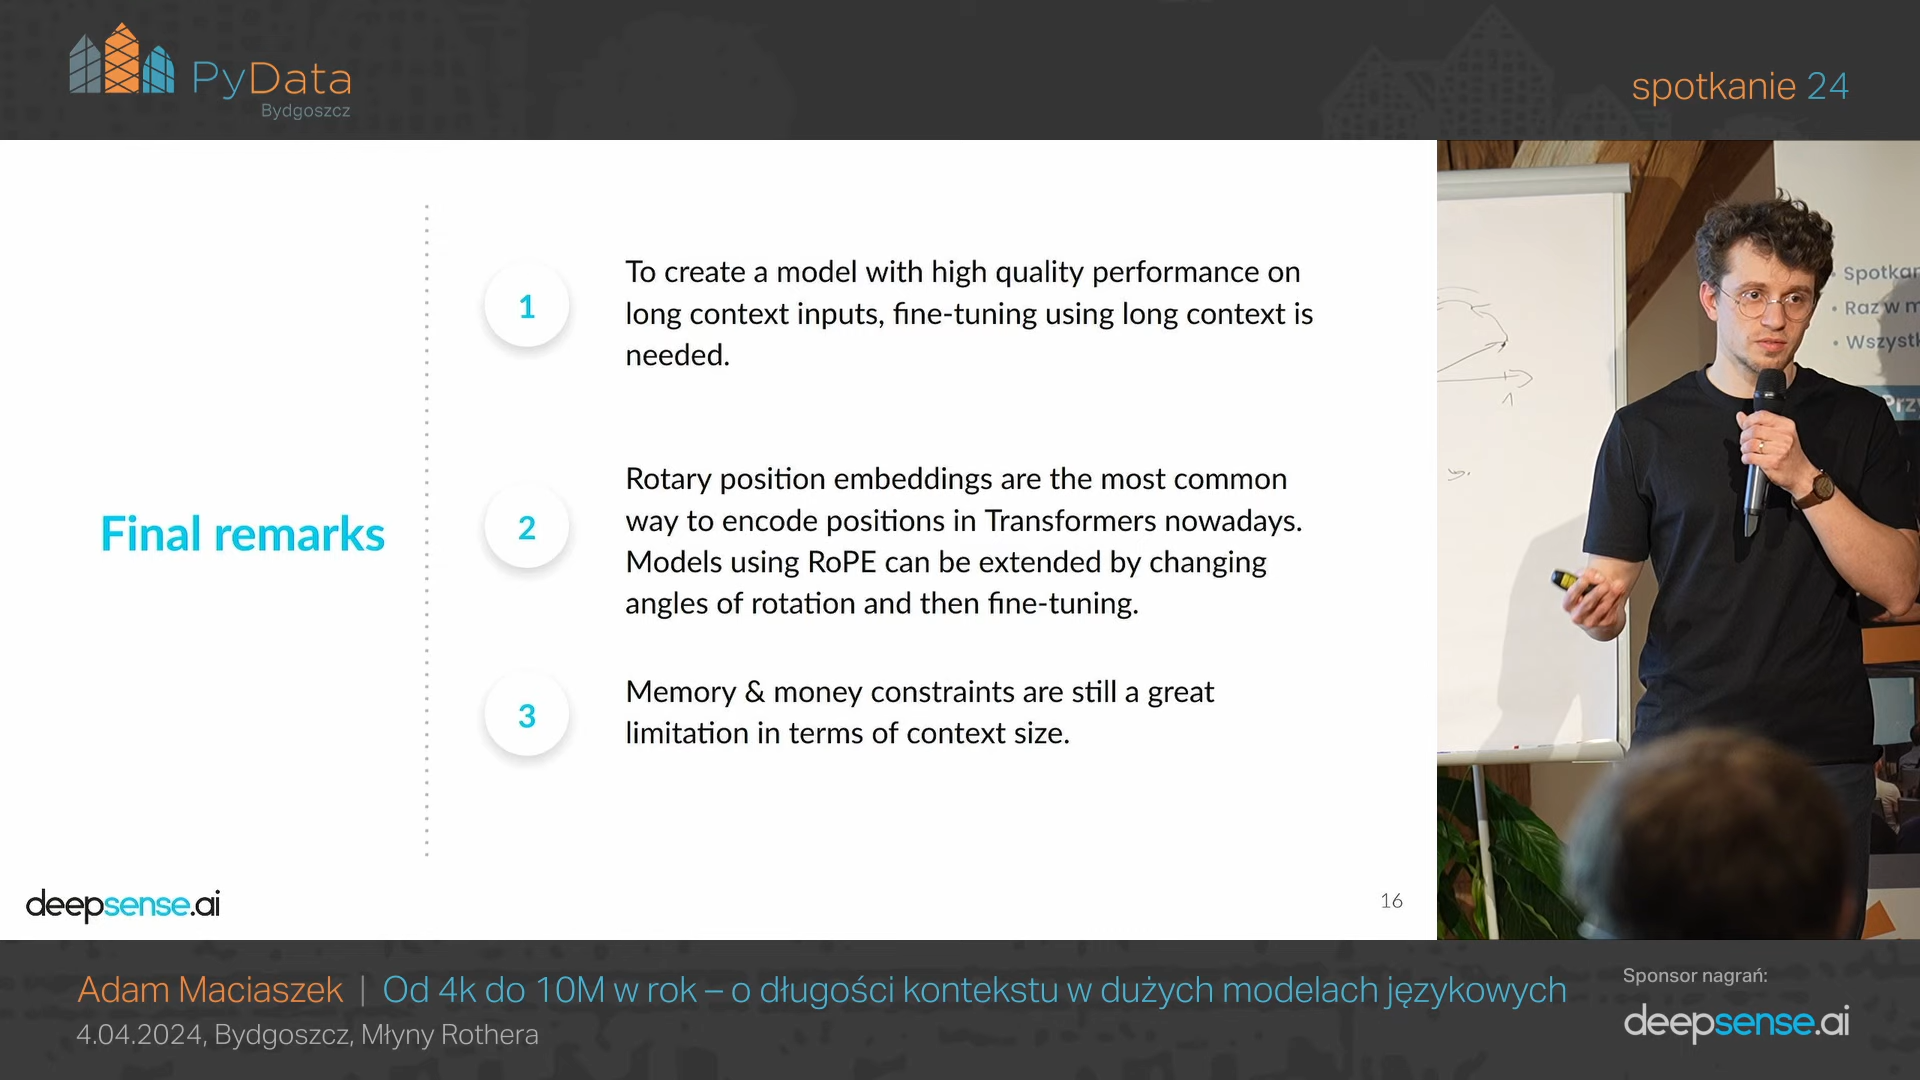 PyData
Bydgoszcz
spotkanie 24
Final remarks
1
To create a model with high quality performance on
long context inputs, fine-tuning using long context is
needed.
2
Rotary position embeddings are the most common
way to encode positions in Transformers nowadays.
Models using RoPE can be extended by changing
angles of rotation and then fine-tuning.
3
Memory & money constraints are still a great
limitation in terms of context size.
deepsense.ai
16
• Raz w m
Adam Maciaszek | Od 4k do 10M w rok – o długości kontekstu w dużych modelach językowych
4.04.2024, Bydgoszcz, Młyny Rothera
Sponsor nagrań:
deepsense.ai